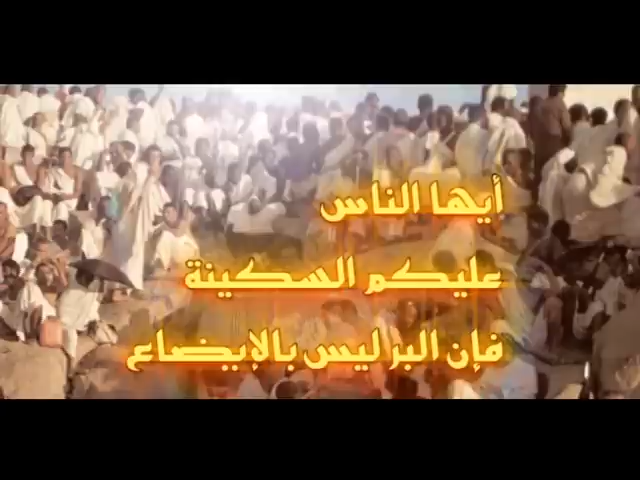 أيها الناس
عليكم السكينة
فإن البر ليس بالإيضاع